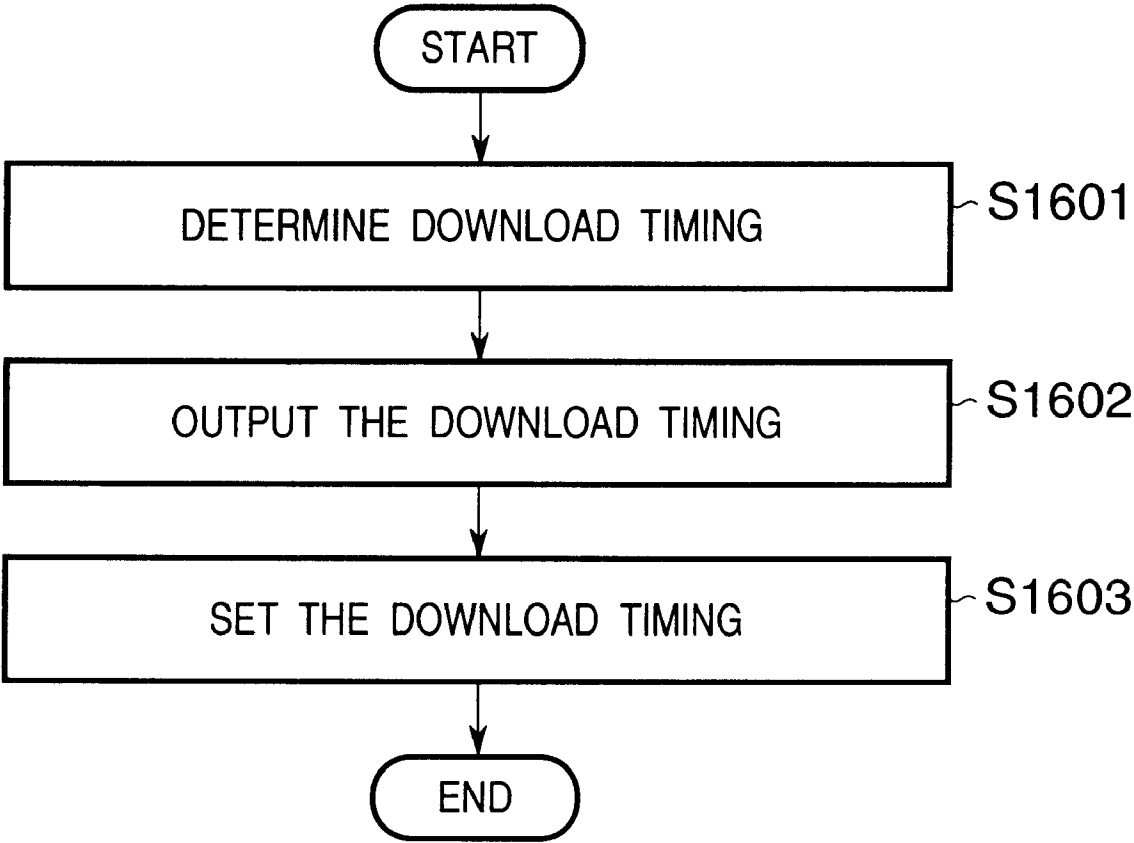 START
DETERMINE DOWNLOAD TIMING
S1601
OUTPUT THE DOWNLOAD TIMING
S1602
SET THE DOWNLOAD TIMING
S1603
END